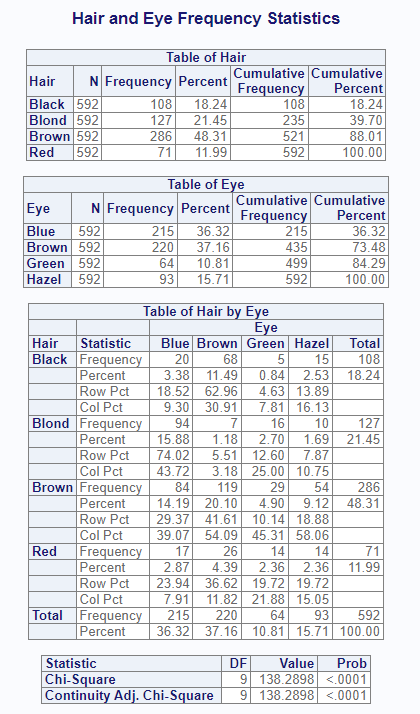 Hair and Eye Frequency Statistics
Table of Hair
Hair N Frequency Percent Cumulative Frequency Cumulative Percent
Black 592 108 18.24 108 18.24
Blond 592 127 21.45 235 39.70
Brown 592 286 48.31 521 88.01
Red 592 71 11.99 592 100.00
Table of Eye
Eye N Frequency Percent Cumulative Frequency Cumulative Percent
Blue 592 215 36.32 215 36.32
Brown 592 220 37.16 435 73.48
Green 592 64 10.81 499 84.29
Hazel 592 93 15.71 592 100.00
Table of Hair by Eye
Eye
Hair Statistic Blue Brown Green Hazel Total
Black Frequency 20 68 5 15 108
Percent 3.38 11.49 0.84 2.53 18.24
Row Pct 18.52 62.96 4.63 13.89
Col Pct 9.30 30.91 7.81 16.13
Blond Frequency 94 7 16 10 127
Percent 15.88 1.18 2.70 1.69 21.45
Row Pct 74.02 5.51 12.60 7.87
Col Pct 43.72 3.18 25.00 10.75
Brown Frequency 84 119 29 54 286
Percent 14.19 20.10 4.90 9.12 48.31
Row Pct 29.37 41.61 10.14 18.88
Col Pct 39.07 54.09 45.31 58.06
Red Frequency 17 26 14 14 71
Percent 2.87 4.39 2.36 2.36 11.99
Row Pct 23.94 36.62 19.72 19.72
Col Pct 7.91 11.82 21.88 15.05
Total Frequency 215 220 64 93 592
Percent 36.32 37.16 10.81 15.71 100.00
Statistic DF Value Prob
Chi-Square 9 138.2898 <.0001
Continuity Adj. Chi-Square 9 138.2898 <.0001